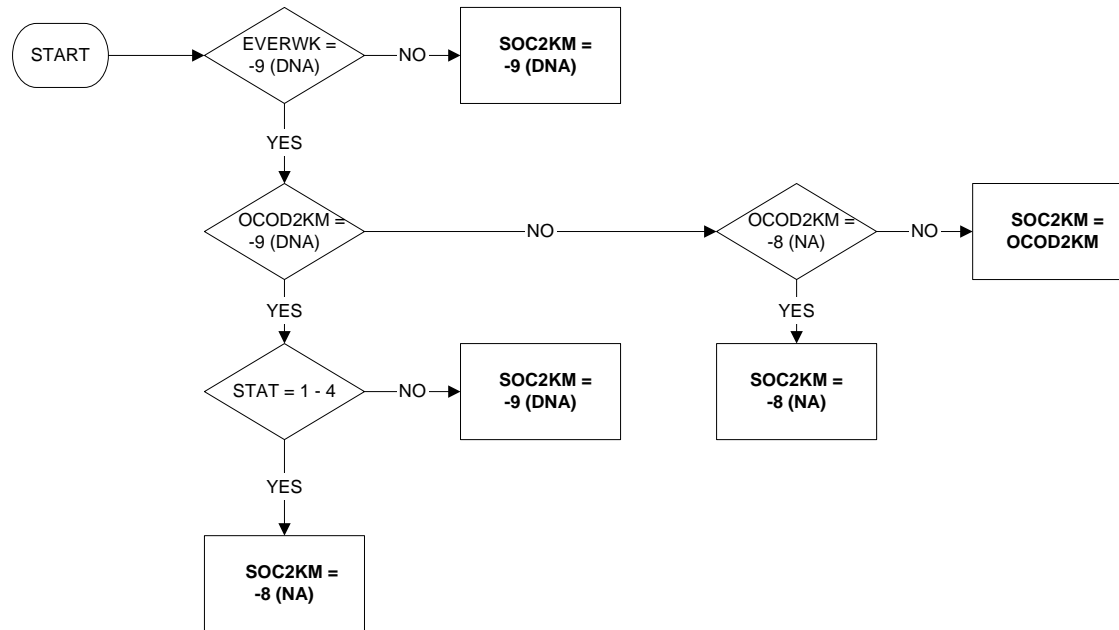 START
EVERWK =
-9 (DNA)
NO
SOC2KM =
-9 (DNA)
YES
OCOD2KM =
-9 (DNA)
NO
OCOD2KM =
-8 (NA)
NO
SOC2KM =
OCOD2KM
YES
YES
STAT = 1 - 4
NO
SOC2KM =
-9 (DNA)
SOC2KM =
-8 (NA)
YES
SOC2KM =
-8 (NA)